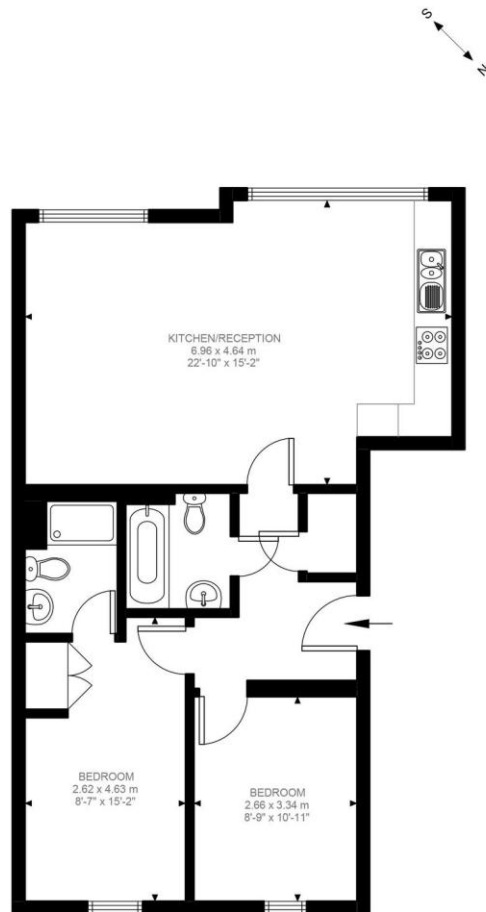 S
N
KITCHEN/RECEPTION
6.96 x 4.64 m
22'-10" x 15'-2"
BEDROOM
2.62 x 4.63 m
8'-7" x 15'-2"
BEDROOM
2.66 x 3.34 m
8'-9" x 10'-11"